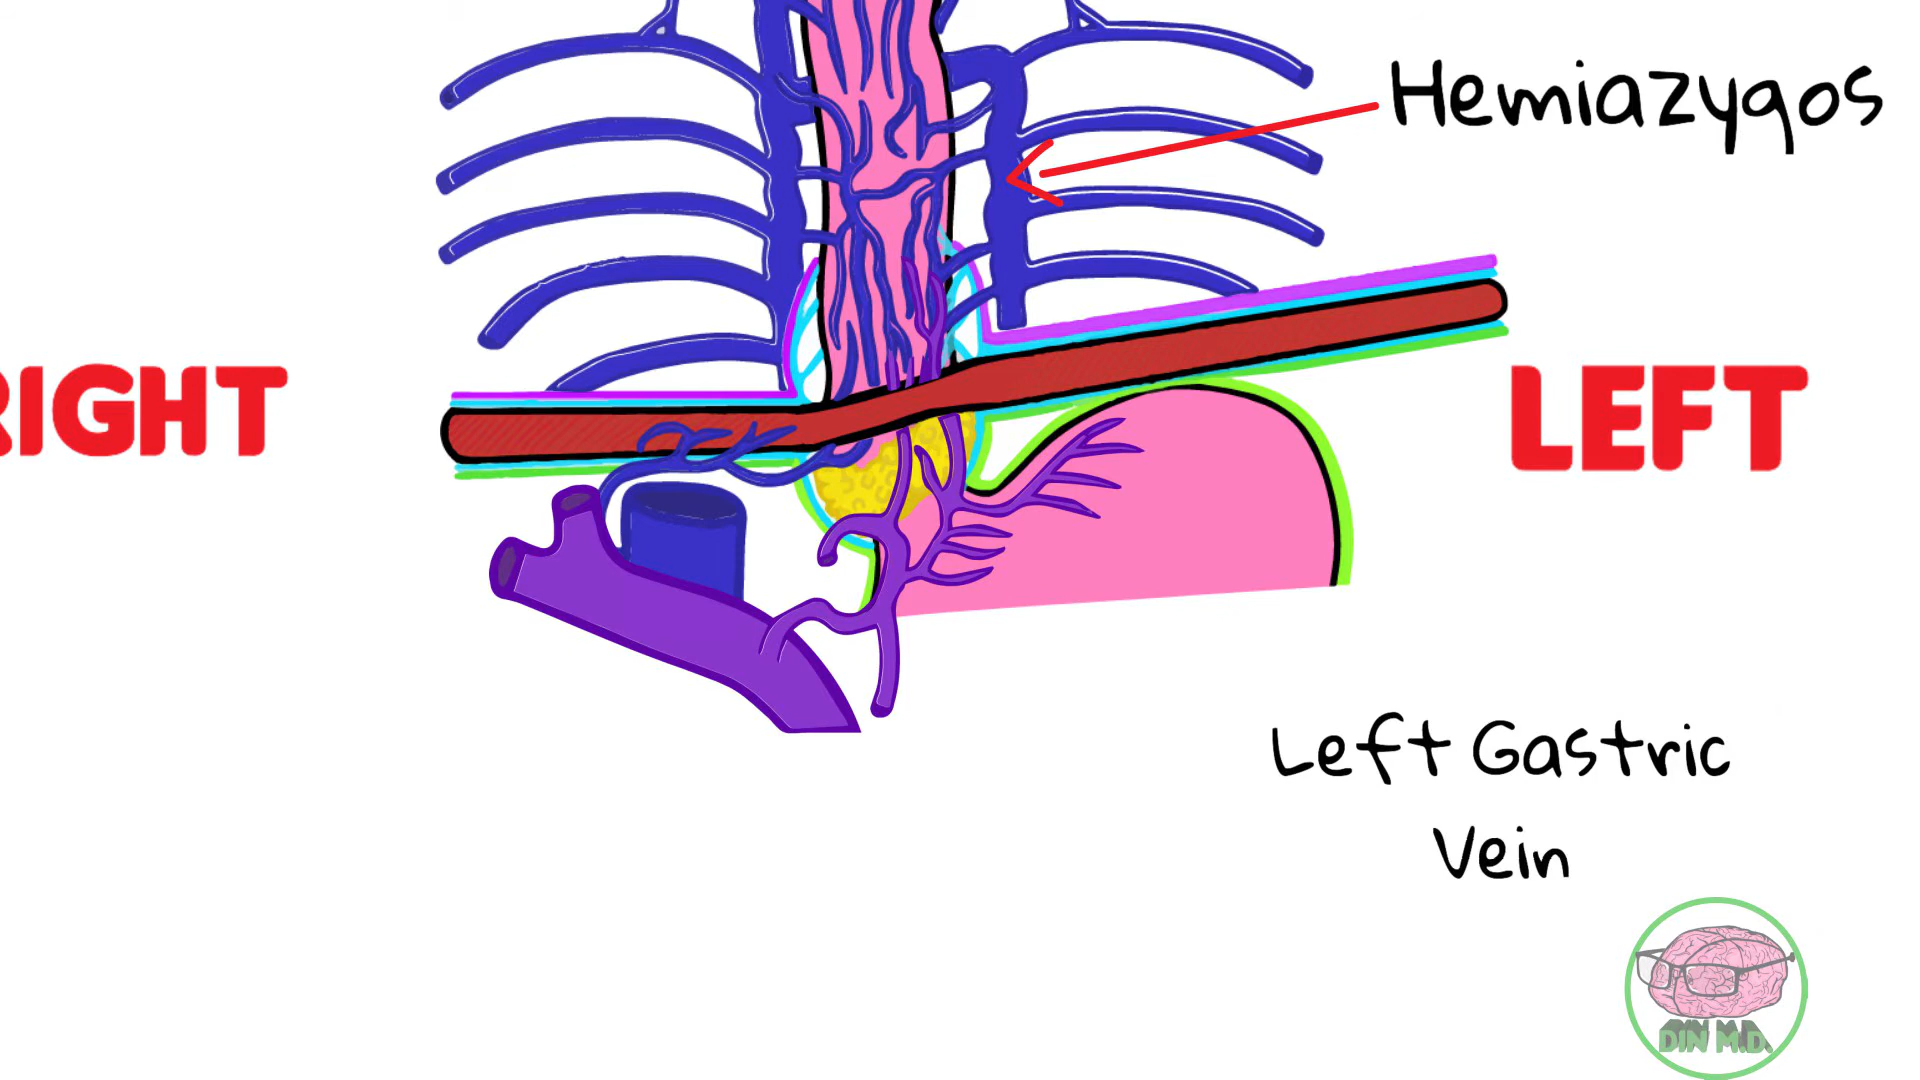 Hemiazygos
RIGHT
LEFT
Left Gastric
Vein
DIN M.D.